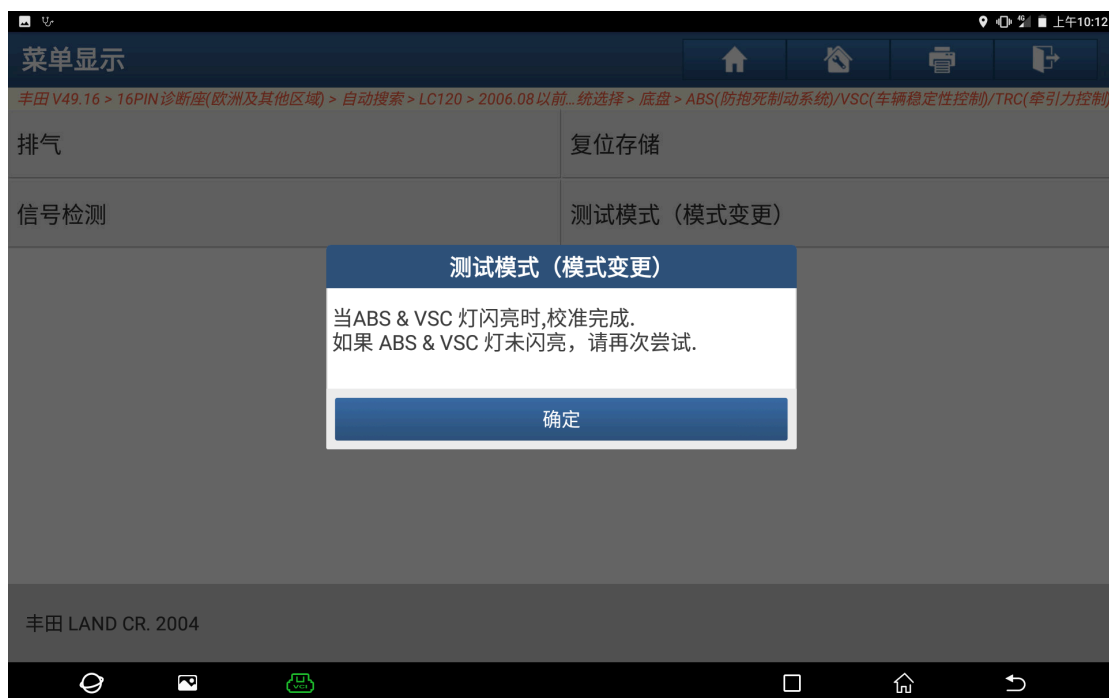 上午10:12
菜单显示
丰田 V49.16 > 16PIN诊断座(欧洲及其他区域) > 自动搜索 > LC120 > 2006.08以前...统选择 > 底盘 > ABS(防抱死制动系统)/VSC(车辆稳定性控制)/TRC(牵引力控制)
排气
复位存储
信号检测
测试模式（模式变更）
测试模式（模式变更）
当ABS & VSC 灯闪亮时,校准完成.
如果 ABS & VSC 灯未闪亮，请再次尝试.
确定
丰田 LAND CR. 2004
VCI